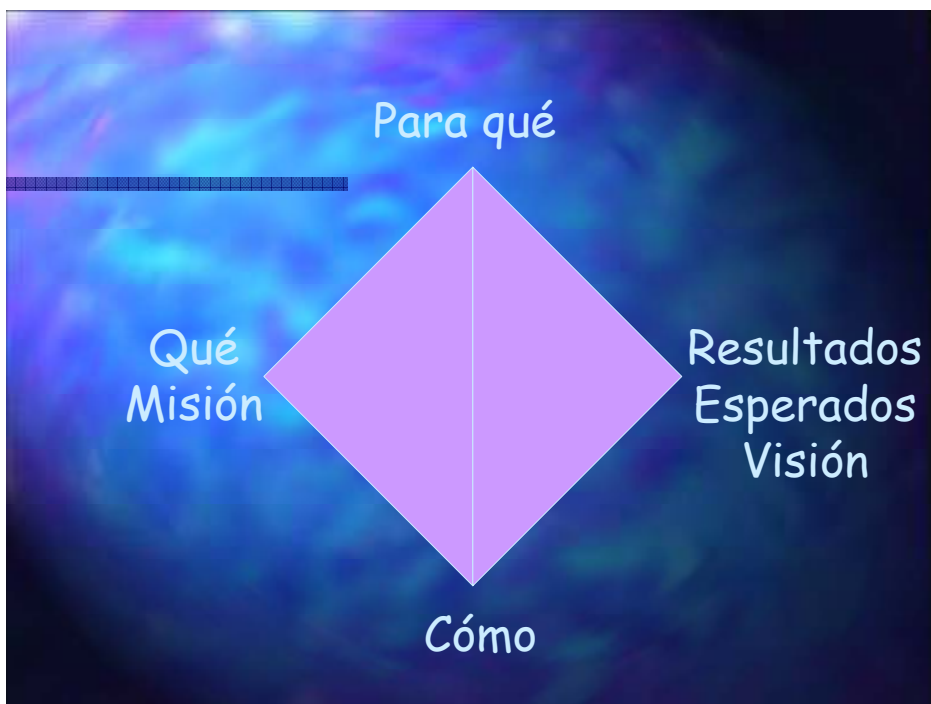 Para qué
Qué
Misión
Resultados
Esperados
Visión
Cómo